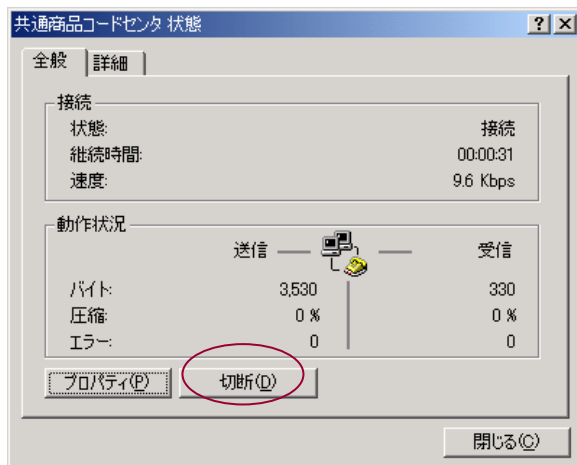 共通商品コードセンタ 状態
全般 詳細
接続
状態: 接続
継続時間: 00:00:31
速度: 9.6 Kbps
動作状況
送信 受信
バイト: 3,530 330
圧縮: 0 % 0 %
エラー: 0 0
プロパティ(P) 切断(D)
閉じる(C)